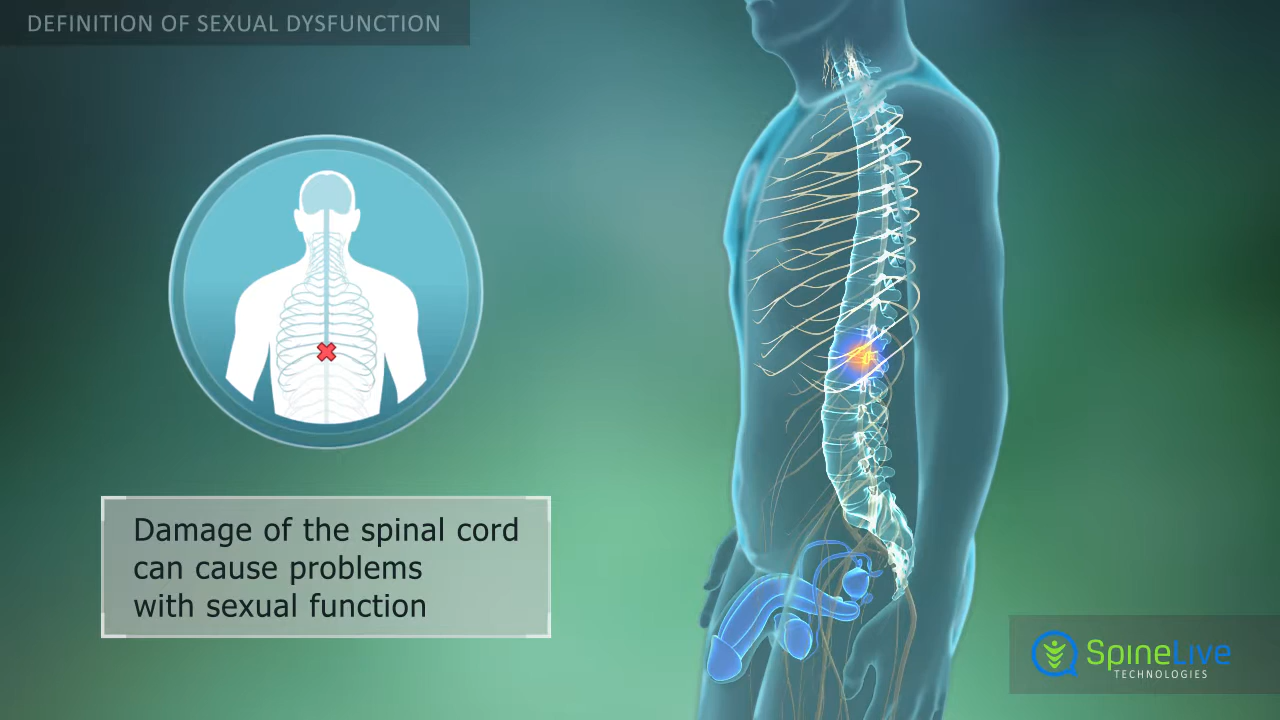 DEFINITION OF SEXUAL DYSFUNCTION
Damage of the spinal cord
can cause problems
with sexual function
SpineLive
TECHNOLOGIES